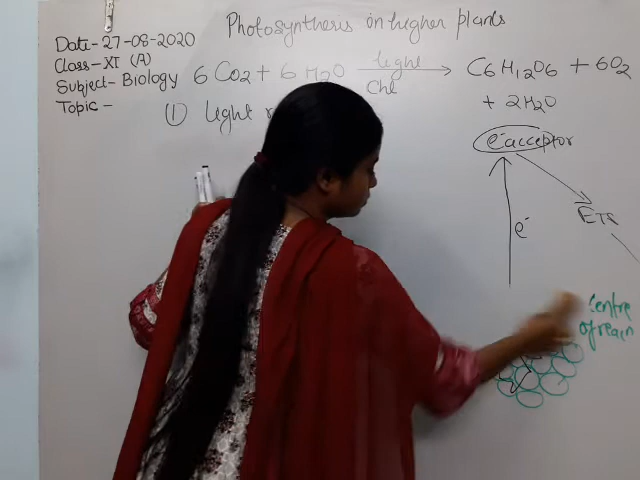 Photosynthesis in higher plants
Date- 27-08-2020
Class-XI (A)
Subject- Biology
Topic -
6 CO2 + 6 H2O light Chl C6H12O6 + 6O2
+ 2H2O
① Light
e⁻ acceptor
ETS
e⁻
Centre
of reacn